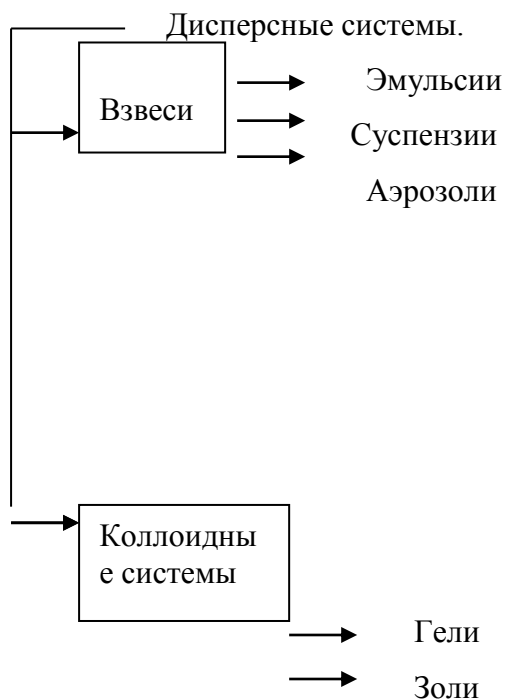 Дисперсные системы.
Взвеси
Эмульсии
Суспензии
Аэрозоли
Коллоидны
е системы
Гели
Золи